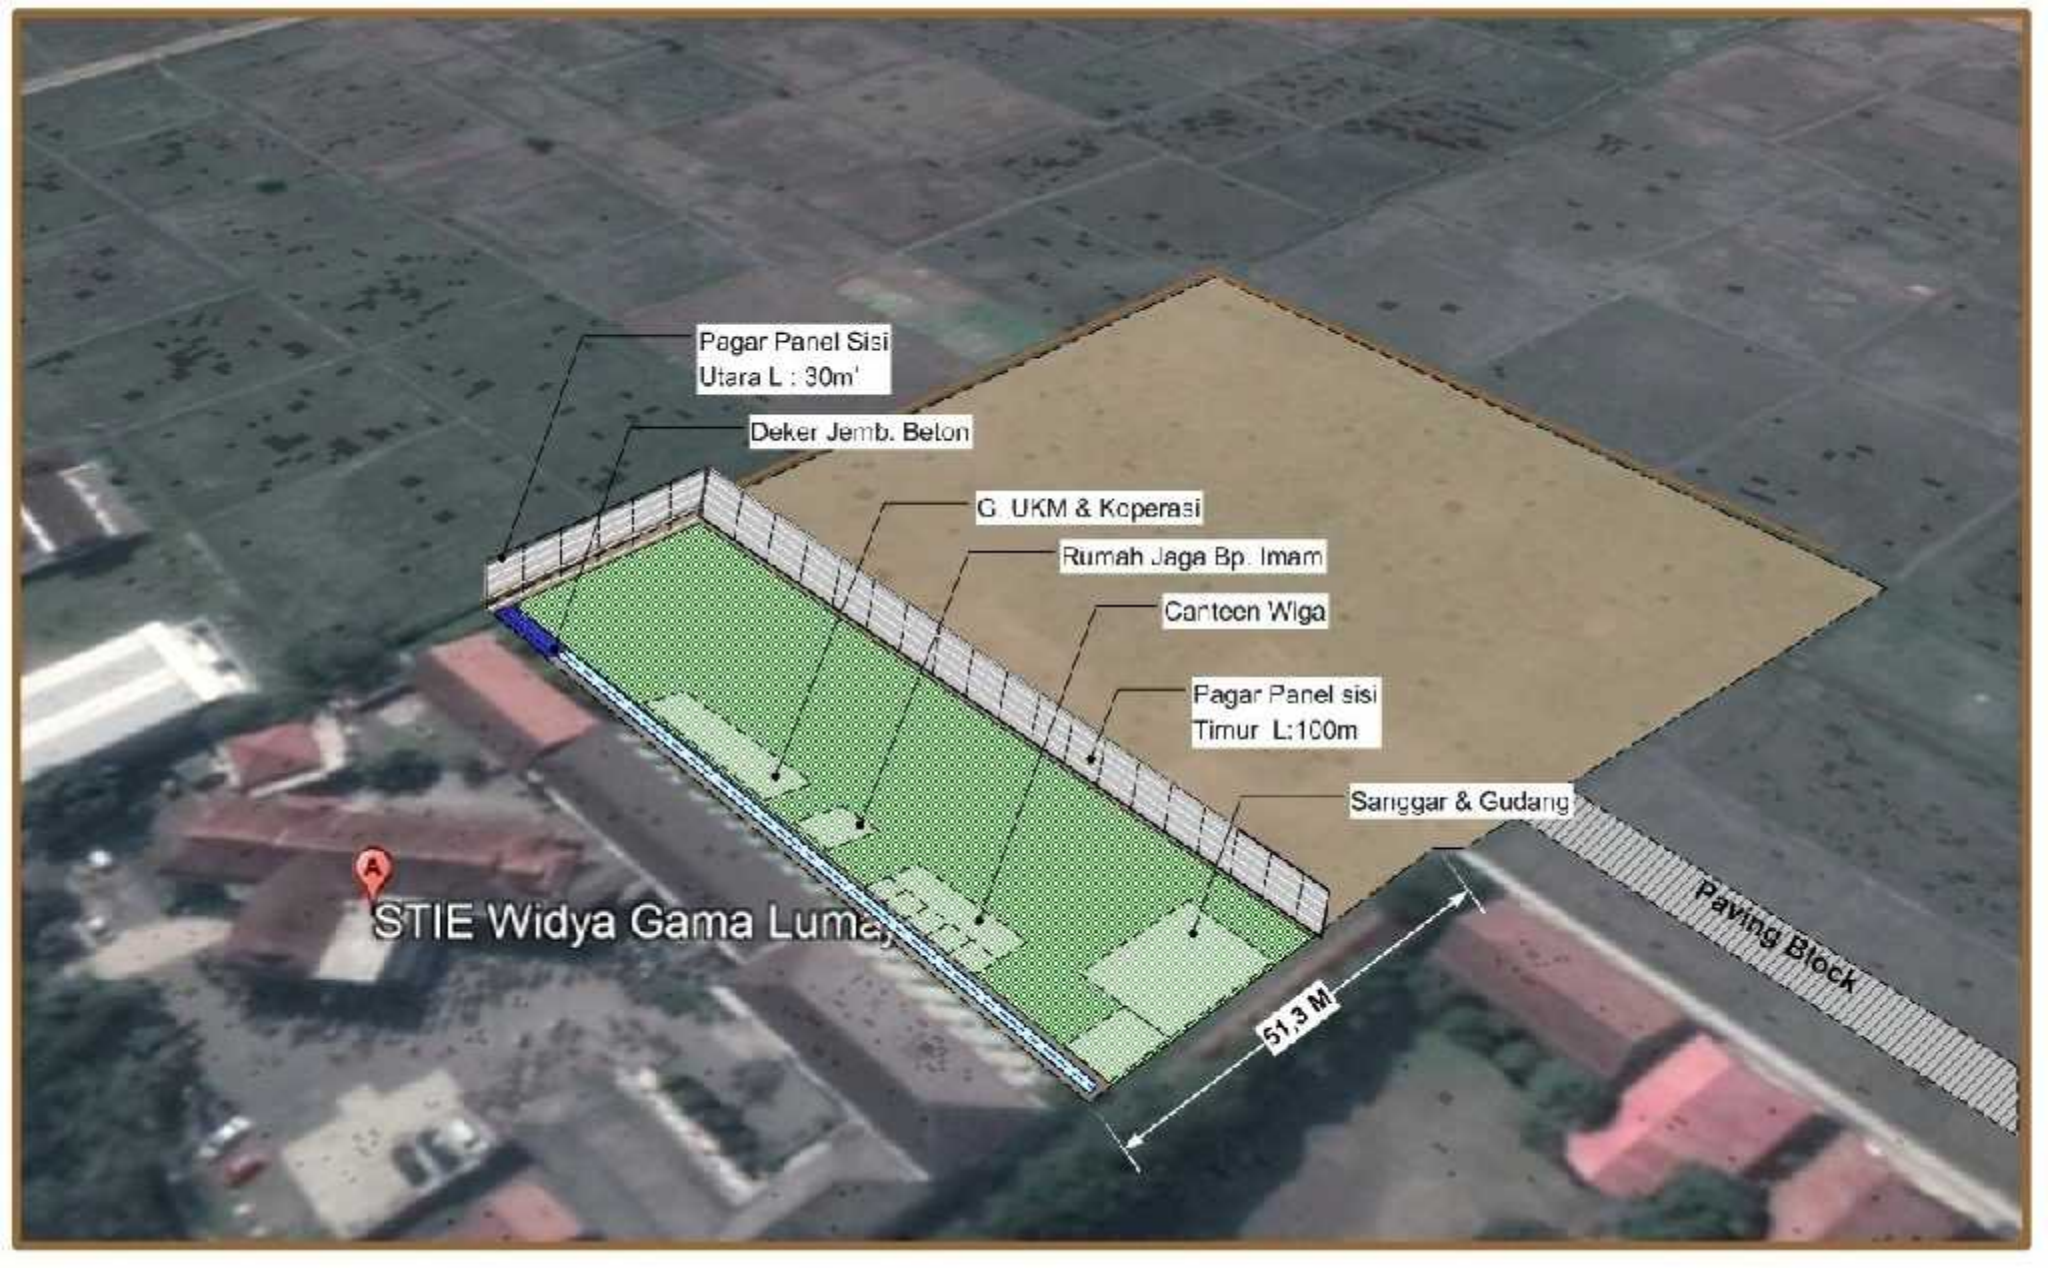 Pagar Panel Sisi
Utara L : 30m'
Deker Jemb. Beton
G. UKM & Koperasi
Rumah Jaga Bp. Imam
Canteen Wiga
Pagar Panel sisi
Timur L:100m
Sanggar & Gudang
Paving Block
A
STIE Widya Gama Lumaj
51,3 M